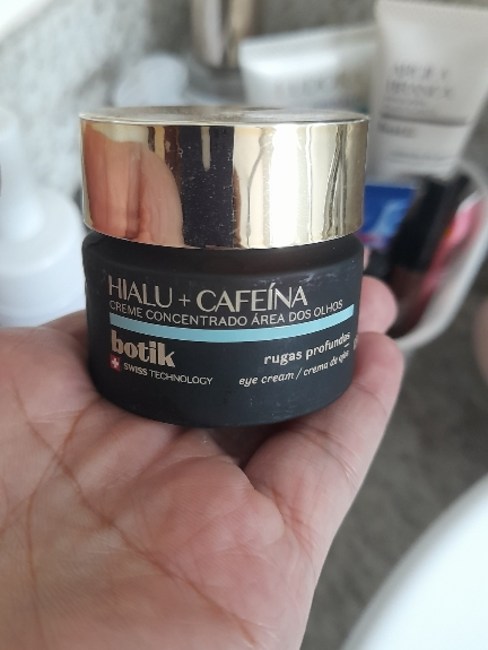 HIALU + CAFEÍNA
CREME CONCENTRADO ÁREA DOS OLHOS
botik
SWISS TECHNOLOGY
rugas profundas
eye cream / crema de ojos